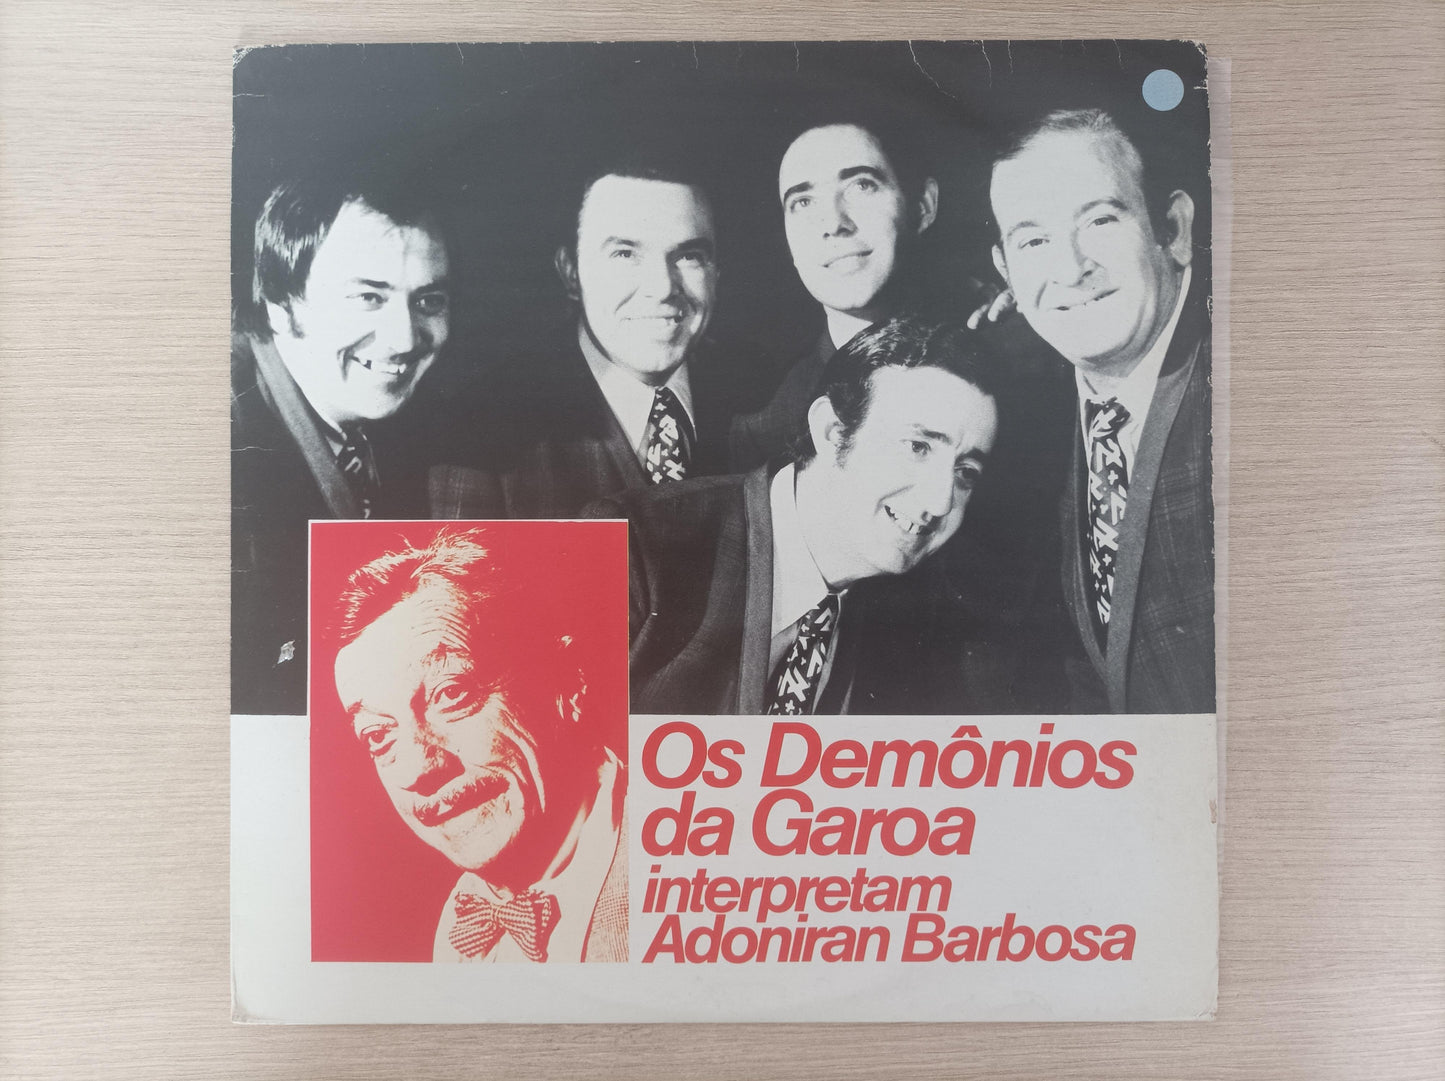 Os Demônios
da Garoa
interpretam
Adoniran Barbosa